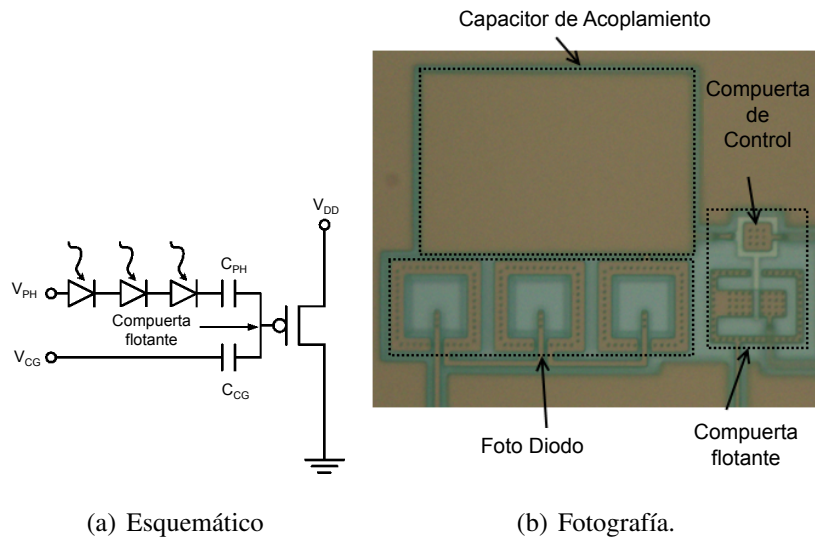 Capacitor de Acoplamiento
Compuerta
de
Control
V_DD
C_PH
V_PH
Compuerta
flotante
V_CG
C_CG
Foto Diodo
Compuerta
flotante
(a) Esquemático
(b) Fotografía.